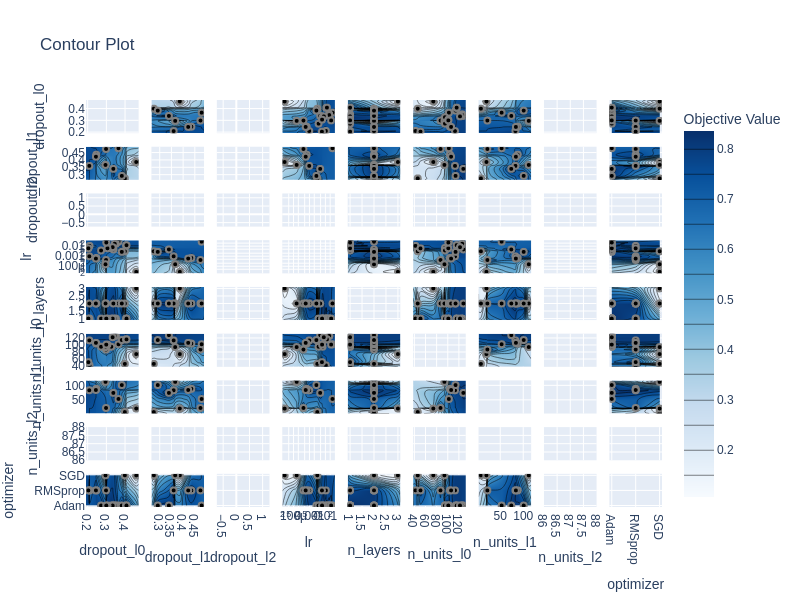 Contour Plot
Objective Value
0.8
0.7
0.6
0.5
0.4
0.3
0.2
dropout_l0
0.4
0.3
0.2
dropout_l1
0.45
0.4
0.35
0.3
dropout_l2
1
0.5
0
−0.5
lr
0.01
0.001
n_layers
3
2.5
2
1.5
1
n_units_l0
120
100
80
60
40
n_units_l1
100
50
n_units_l2
88
87.5
87
86.5
86
optimizer
SGD
RMSprop
Adam
0.2
0.3
0.4
dropout_l0
0.3
0.35
0.4
0.45
dropout_l1
−0.5
0
0.5
1
dropout_l2
lr
1
1.5
2
2.5
3
n_layers
40
60
80
100
120
n_units_l0
50
100
n_units_l1
86
86.5
87
87.5
88
n_units_l2
Adam
RMSprop
SGD
optimizer